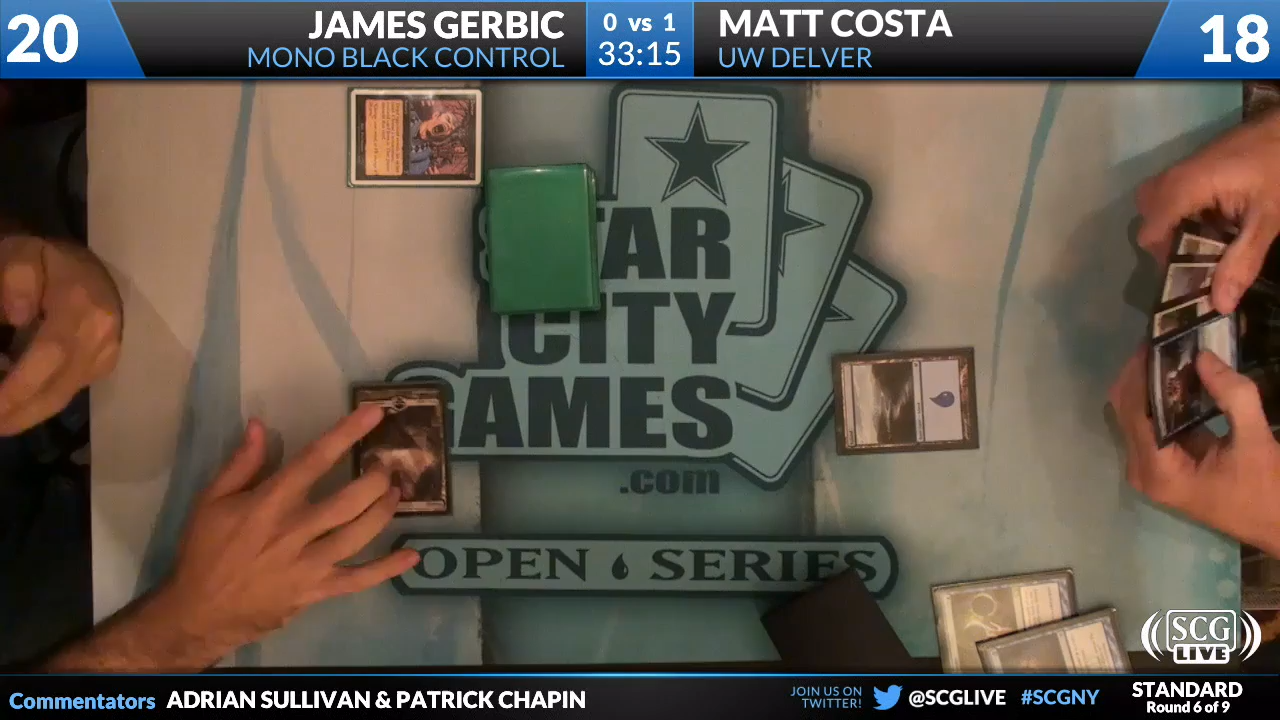 20
JAMES GERBIC
MONO BLACK CONTROL
0 vs 1
33:15
MATT COSTA
UW DELVER
18
STAR
CITY
GAMES
.com
OPEN SERIES
SCG
LIVE
Commentators ADRIAN SULLIVAN & PATRICK CHAPIN
JOIN US ON
TWITTER!
@SCGLIVE #SCGNY
STANDARD
Round 6 of 9